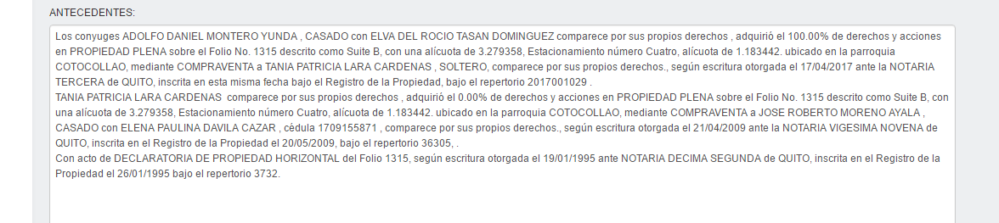 ANTECEDENTES:
Los conyuges ADOLFO DANIEL MONTERO YUNDA , CASADO con ELVA DEL ROCIO TASAN DOMINGUEZ comparece por sus propios derechos , adquirió el 100.00% de derechos y acciones
en PROPIEDAD PLENA sobre el Folio No. 1315 descrito como Suite B, con una alícuota de 3.279358, Estacionamiento número Cuatro, alícuota de 1.183442. ubicado en la parroquia
COTOCOLLAO, mediante COMPRAVENTA a TANIA PATRICIA LARA CARDENAS , SOLTERO, comparece por sus propios derechos., según escritura otorgada el 17/04/2017 ante la NOTARIA
TERCERA de QUITO, inscrita en esta misma fecha bajo el Registro de la Propiedad, bajo el repertorio 2017001029 .
TANIA PATRICIA LARA CARDENAS  comparece por sus propios derechos , adquirió el 0.00% de derechos y acciones en PROPIEDAD PLENA sobre el Folio No. 1315 descrito como Suite B, con
una alícuota de 3.279358, Estacionamiento número Cuatro, alícuota de 1.183442. ubicado en la parroquia COTOCOLLAO, mediante COMPRAVENTA a JOSE ROBERTO MORENO AYALA ,
CASADO con ELENA PAULINA DAVILA CAZAR , cédula 1709155871 , comparece por sus propios derechos., según escritura otorgada el 21/04/2009 ante la NOTARIA VIGESIMA NOVENA de
QUITO, inscrita en el Registro de la Propiedad el 20/05/2009, bajo el repertorio 36305, .
Con acto de DECLARATORIA DE PROPIEDAD HORIZONTAL del Folio 1315, según escritura otorgada el 19/01/1995 ante NOTARIA DECIMA SEGUNDA de QUITO, inscrita en el Registro de la
Propiedad el 26/01/1995 bajo el repertorio 3732.